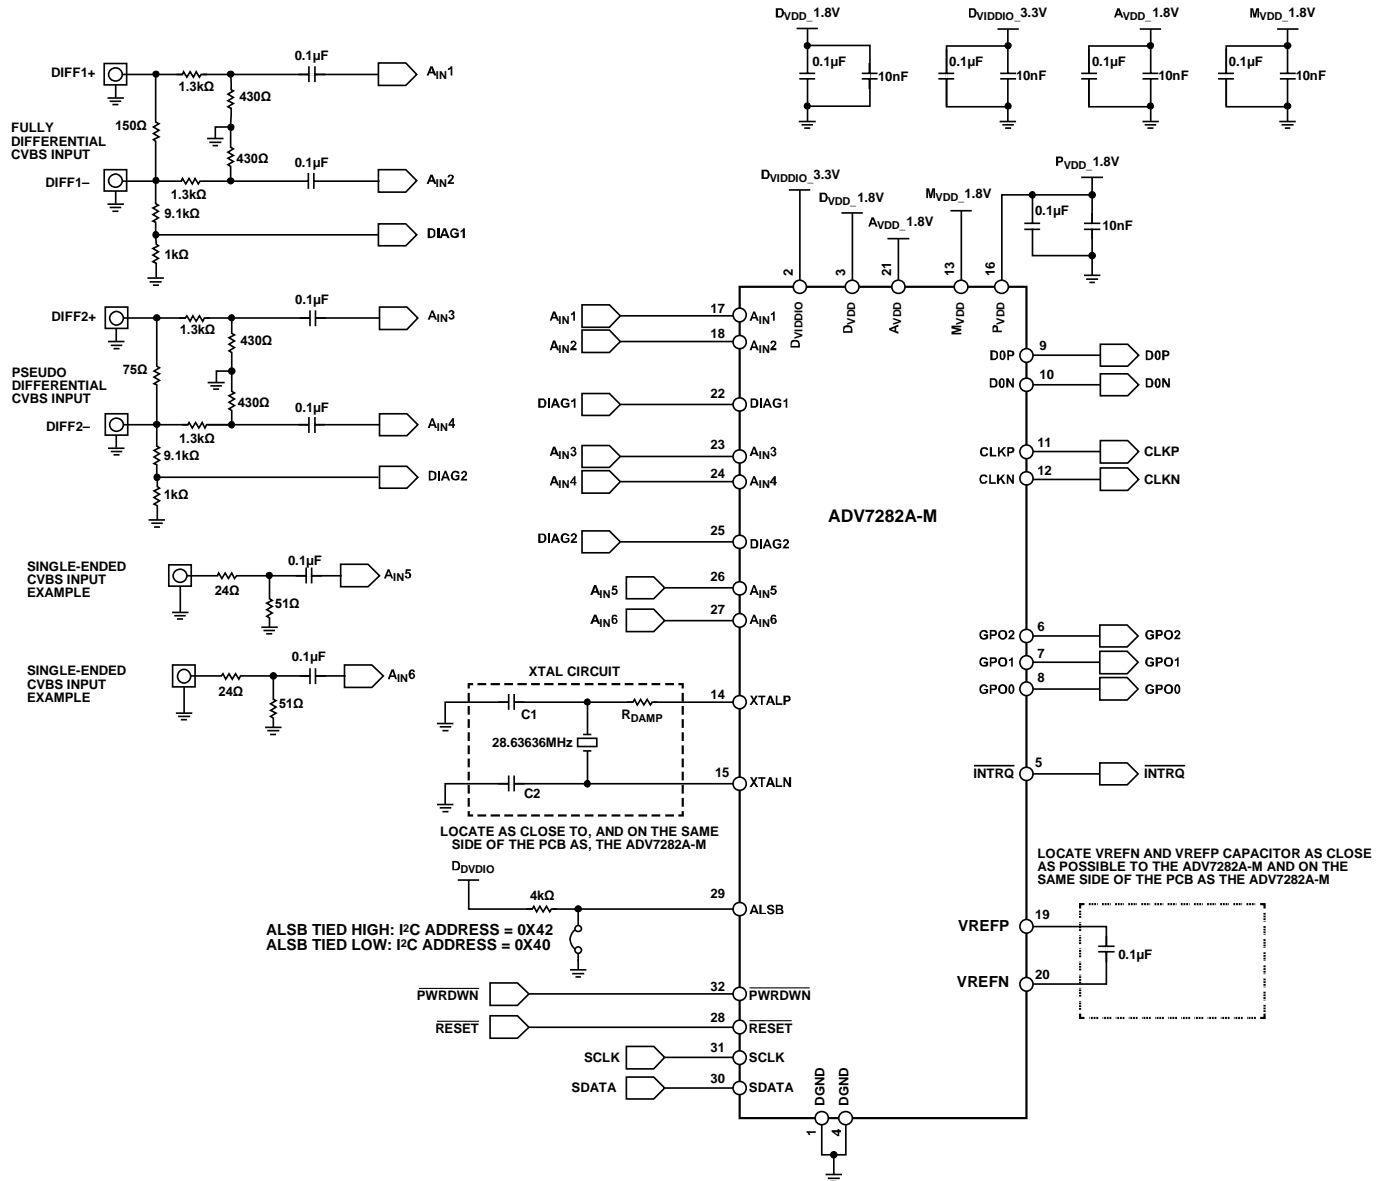 DVDD_1.8V
DVIDDIO_3.3V
AVDD_1.8V
MVDD_1.8V
0.1µF
10nF
0.1µF
10nF
0.1µF
10nF
0.1µF
10nF
DIFF1+
1.3kΩ
0.1µF
AIN1
430Ω
FULLY
DIFFERENTIAL
CVBS INPUT
150Ω
430Ω
DIFF1–
1.3kΩ
0.1µF
AIN2
9.1kΩ
DIAG1
1kΩ
DIFF2+
1.3kΩ
0.1µF
AIN3
430Ω
PSEUDO
DIFFERENTIAL
CVBS INPUT
75Ω
430Ω
DIFF2–
1.3kΩ
0.1µF
AIN4
9.1kΩ
DIAG2
1kΩ
SINGLE-ENDED
CVBS INPUT
EXAMPLE
24Ω
0.1µF
AIN5
51Ω
SINGLE-ENDED
CVBS INPUT
EXAMPLE
24Ω
0.1µF
AIN6
51Ω
DVIDDIO_3.3V
DVDD_1.8V
AVDD_1.8V
MVDD_1.8V
PVDD_1.8V
0.1µF
10nF
2
3
21
13
16
DVIDDIO
DVDD
AVDD
MVDD
PVDD
AIN1
17
AIN1
AIN2
18
AIN2
DIAG1
22
DIAG1
AIN3
23
AIN3
AIN4
24
AIN4
DIAG2
25
DIAG2
AIN5
26
AIN5
AIN6
27
AIN6
ADV7282A-M
D0P
9
D0P
D0N
10
D0N
CLKP
11
CLKP
CLKN
12
CLKN
GPO2
6
GPO2
GPO1
7
GPO1
GPO0
8
GPO0
INTRQ
5
INTRQ
XTAL CIRCUIT
C1
RDAMP
14
XTALP
28.63636MHz
C2
15
XTALN
LOCATE AS CLOSE TO, AND ON THE SAME
SIDE OF THE PCB AS, THE ADV7282A-M
DDVDIO
4kΩ
29
ALSB
ALSB TIED HIGH: I²C ADDRESS = 0X42
ALSB TIED LOW: I²C ADDRESS = 0X40
LOCATE VREFN AND VREFP CAPACITOR AS CLOSE
AS POSSIBLE TO THE ADV7282A-M AND ON THE
SAME SIDE OF THE PCB AS THE ADV7282A-M
VREFP
19
0.1µF
VREFN
20
PWRDWN
32
PWRDWN
RESET
28
RESET
SCLK
31
SCLK
SDATA
30
SDATA
DGND
DGND
1
4